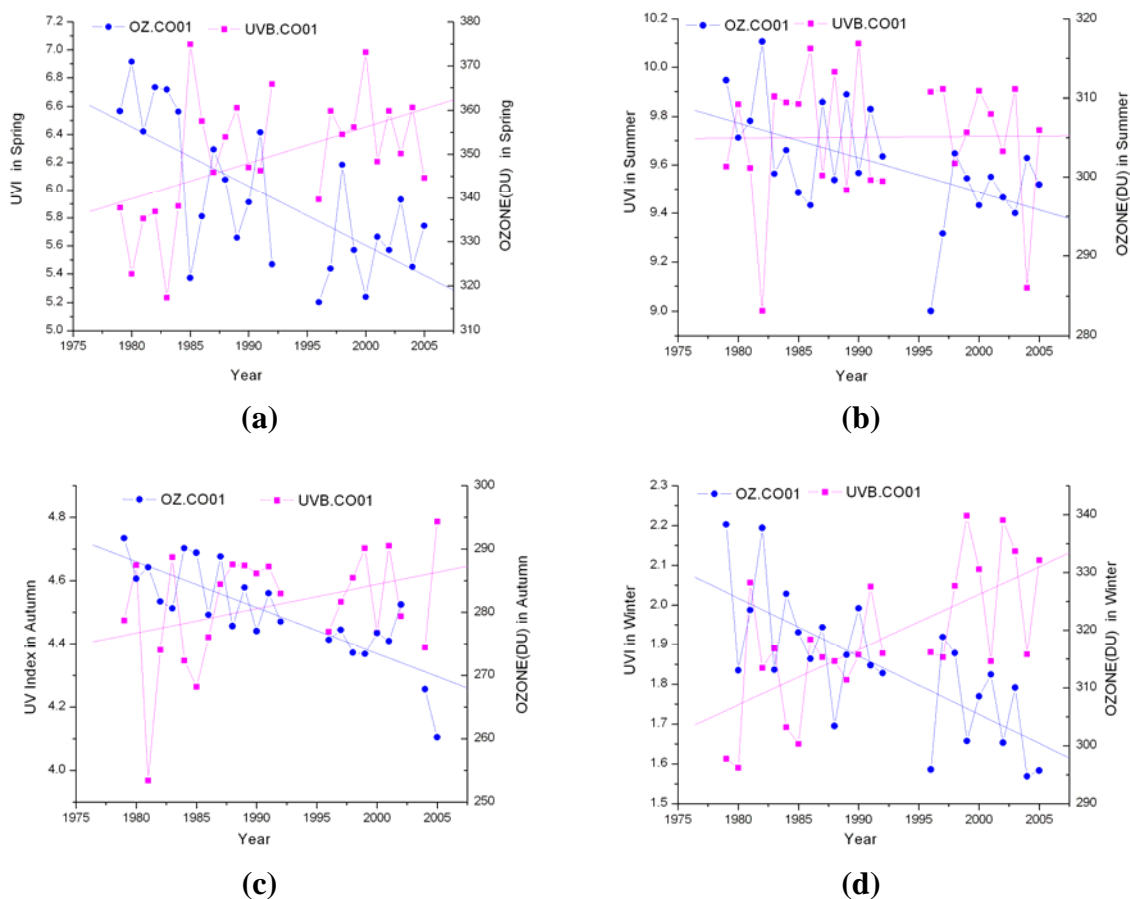 OZ.CO01 UVB.CO01
7.2
7.0
6.8
6.6
6.4
6.2
6.0
5.8
5.6
5.4
5.2
5.0
UVI in Spring
380
370
360
350
340
330
320
310
OZONE(DU) in Spring
1975 1980 1985 1990 1995 2000 2005
Year
(a)
OZ.CO01 UVB.CO01
10.2
10.0
9.8
9.6
9.4
9.2
9.0
UVI in Summer
320
310
300
290
280
OZONE(DU) in Summer
1975 1980 1985 1990 1995 2000 2005
Year
(b)
OZ.CO01 UVB.CO01
4.8
4.6
4.4
4.2
4.0
UV Index in Autumn
300
290
280
270
260
250
OZONE(DU) in Autumn
1975 1980 1985 1990 1995 2000 2005
Year
(c)
OZ.CO01 UVB.CO01
2.3
2.2
2.1
2.0
1.9
1.8
1.7
1.6
1.5
UVI in Winter
340
330
320
310
300
290
OZONE(DU) in Winter
1975 1980 1985 1990 1995 2000 2005
Year
(d)